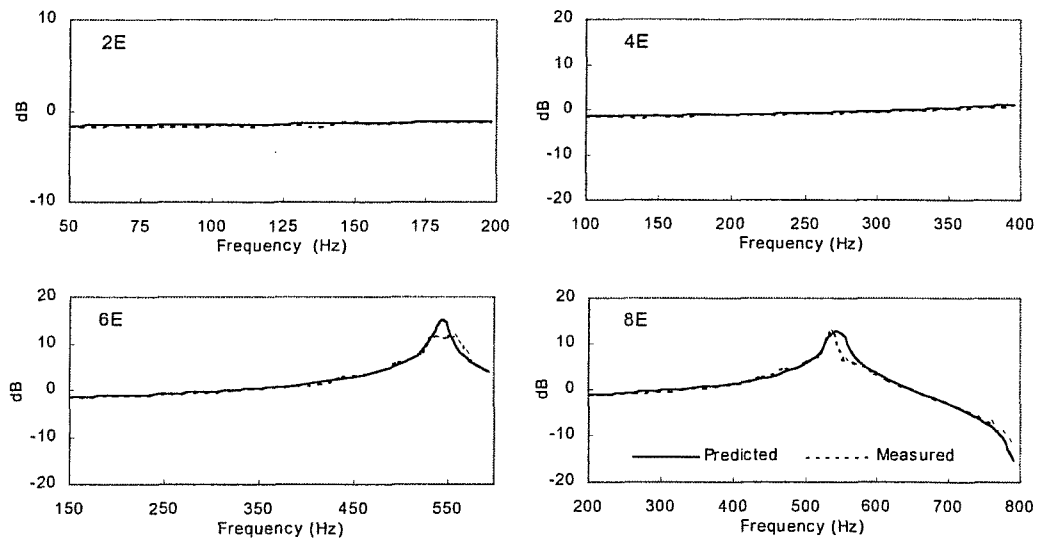 2E
10
0
-10
dB
50 75 100 125 150 175 200
Frequency (Hz)
4E
20
10
0
-10
-20
dB
100 150 200 250 300 350 400
Frequency (Hz)
6E
20
10
0
-10
-20
dB
150 250 350 450 550
Frequency (Hz)
8E
20
10
0
-10
-20
dB
Predicted Measured
200 300 400 500 600 700 800
Frequency (Hz)